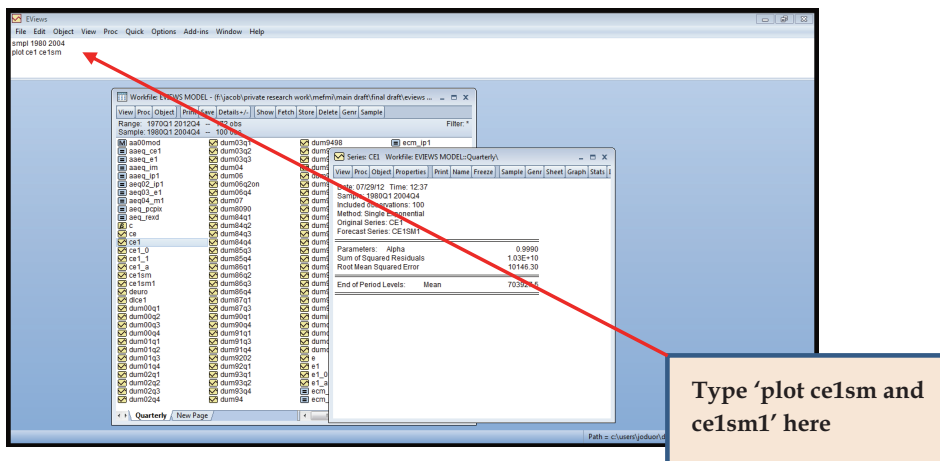 EViews
File Edit Object View Proc Quick Options Add-ins Window Help
smpl 1980 2004
plot ce1 ce1sm
Workfile: EVIEWS MODEL - (f:\jacob\private research work\mefmi\main draft\final draft\eviews ...
View Proc Object Print Save Details+/- Show Fetch Store Delete Genr Sample
Range: 1970Q1 2012Q4 -- 172 obs Filter: *
Sample: 1980Q1 2004Q4 -- 100 obs
aa00mod dum03q1 dum9498 ecm_ip1
aaeq_ce1 dum03q2
aaeq_e1 dum03q3
aaeq_im dum04
aaeq_ip1 dum06
aeq02_ip1 dum06q2on
aeq03_e1 dum06q4
aeq04_m1 dum07
aeq_pcpix dum8090
aeq_rexd dum84q1
c dum84q2
ce dum84q3
ce1 dum84q4
ce1_0 dum85q3
ce1_1 dum85q4
ce1_a dum86q1
ce1sm dum86q2
ce1sm1 dum86q3
deuro dum86q4
dlce1 dum87q1
dum00q1 dum87q3
dum00q2 dum90q1
dum00q3 dum90q4
dum00q4 dum91q1
dum01q1 dum91q3
dum01q2 dum91q4
dum01q3 dum9202 e
dum01q4 dum92q1 e1
dum02q1 dum93q1 e1_0
dum02q2 dum93q2 e1_a
dum02q3 dum93q4 ecm_
dum02q4 dum94 ecm_
Quarterly New Page
Series: CE1 Workfile: EVIEWS MODEL::Quarterly\
View Proc Object Properties Print Name Freeze Sample Genr Sheet Graph Stats
Date: 07/29/12 Time: 12:37
Sample: 1980Q1 2004Q4
Included observations: 100
Method: Single Exponential
Original Series: CE1
Forecast Series: CE1SM1
Parameters: Alpha 0.9990
Sum of Squared Residuals 1.03E+10
Root Mean Squared Error 10146.30
End of Period Levels: Mean
Path = c:\users\joduor\d
Type ‘plot ce1sm and
ce1sm1’ here